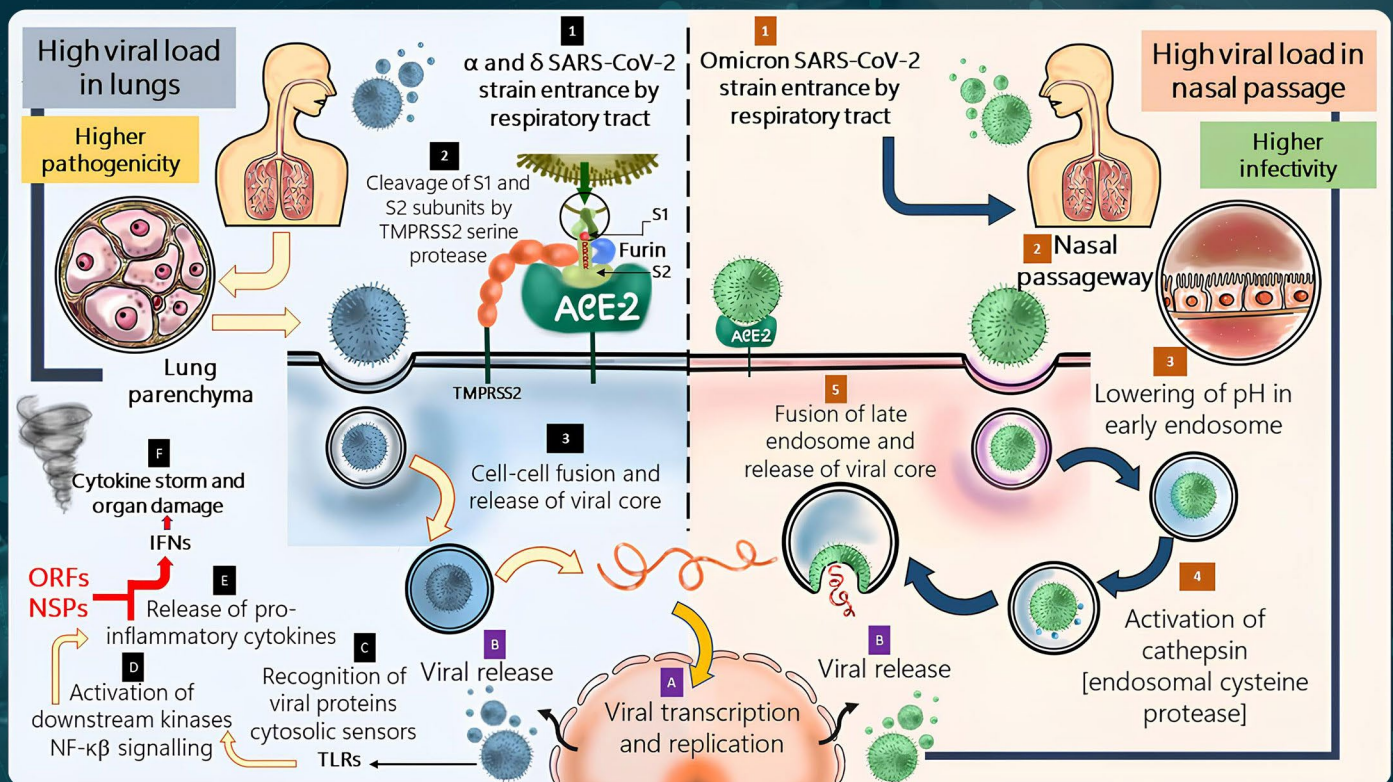 High viral load
in lungs
Higher
pathogenicity
1
α and δ SARS-CoV-2
strain entrance by
respiratory tract
2
Cleavage of S1 and
S2 subunits by
TMPRSS2 serine
protease
S1
Furin
S2
ACE-2
TMPRSS2
Lung
parenchyma
3
Cell-cell fusion and
release of viral core
F
Cytokine storm and
organ damage
IFNs
ORFs
NSPs
E
Release of pro-
inflammatory cytokines
D
Activation of
downstream kinases
NF-κβ signalling
C
Recognition of
viral proteins
cytosolic sensors
TLRs
B
Viral release
A
Viral transcription
and replication
1
Omicron SARS-CoV-2
strain entrance by
respiratory tract
High viral load in
nasal passage
Higher
infectivity
2
Nasal
passageway
ACE-2
3
Lowering of pH in
early endosome
5
Fusion of late
endosome and
release of viral core
4
Activation of
cathepsin
[endosomal cysteine
protease]
B
Viral release